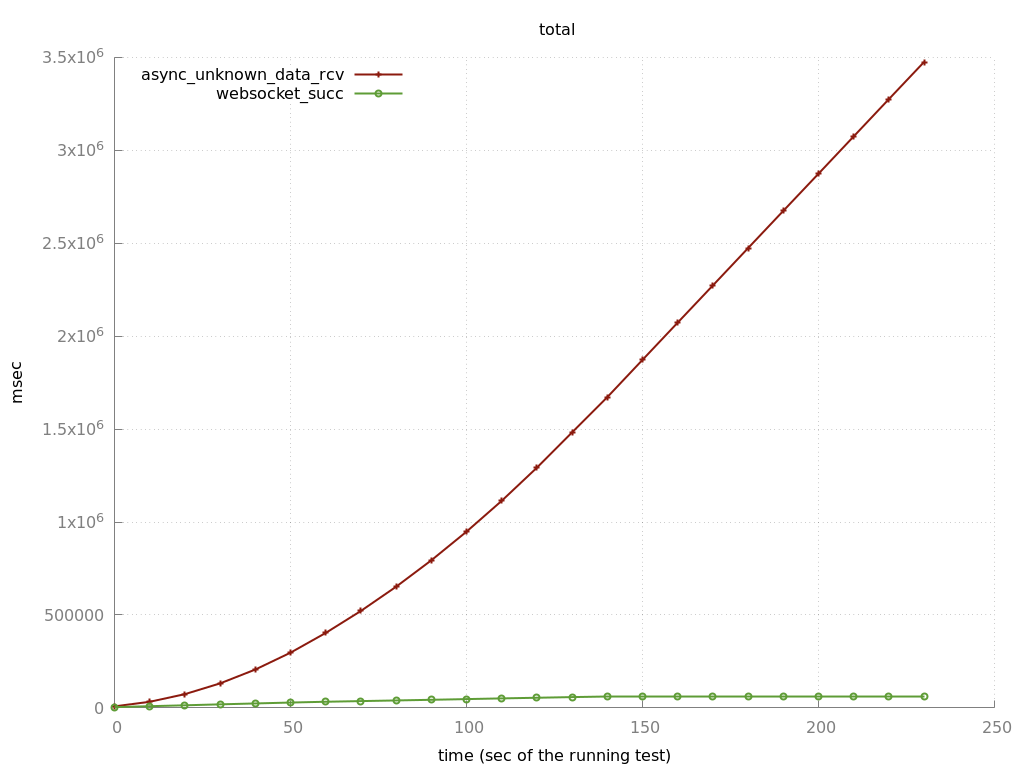 total
3.5x10⁶
3x10⁶
2.5x10⁶
2x10⁶
1.5x10⁶
1x10⁶
500000
0
msec
async_unknown_data_rcv
websocket_succ
0 50 100 150 200 250
time (sec of the running test)